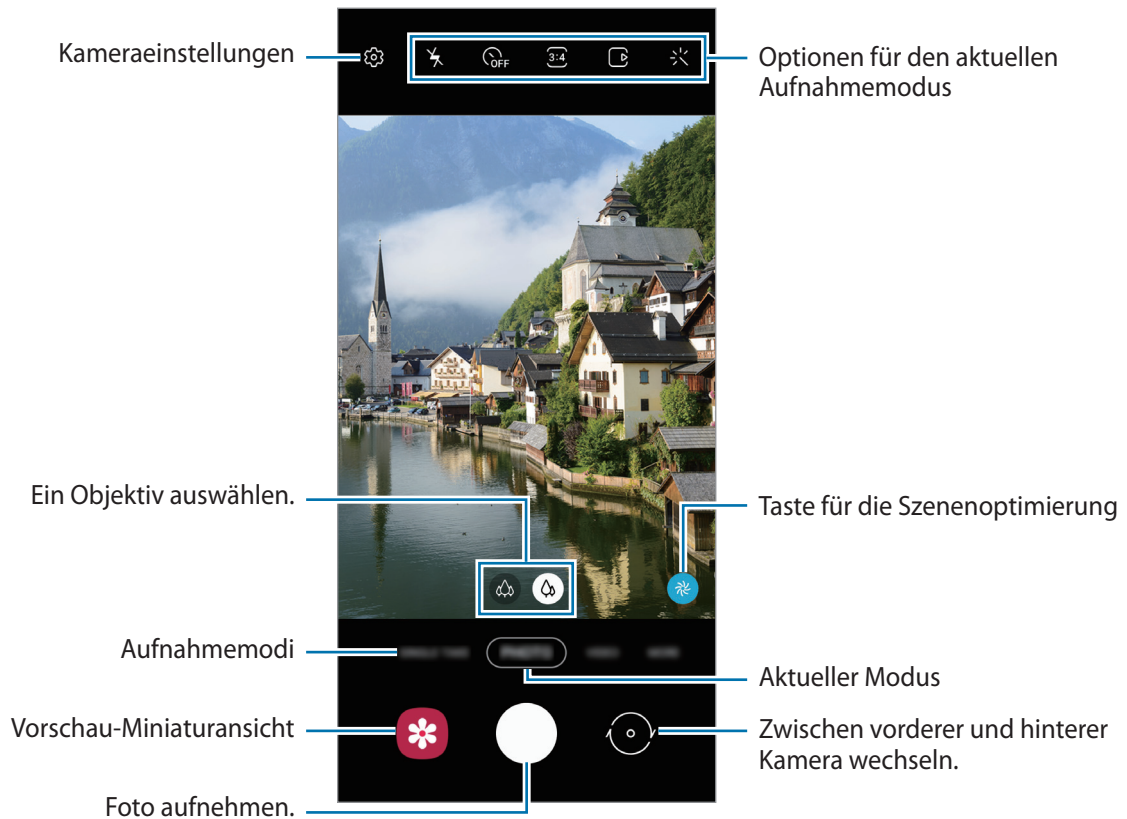 Kameraeinstellungen
OFF
3:4
Optionen für den aktuellen
Aufnahmemodus
Ein Objektiv auswählen.
Taste für die Szenenoptimierung
Aufnahmemodi
PHOTO
Aktueller Modus
Vorschau-Miniaturansicht
Zwischen vorderer und hinterer
Kamera wechseln.
Foto aufnehmen.